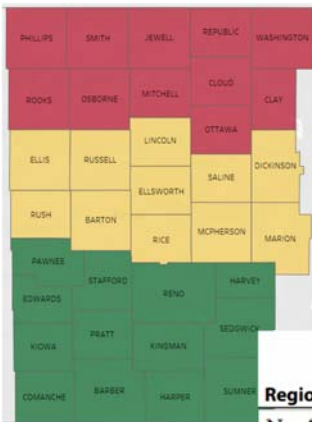 PHILLIPS SMITH JEWELL REPUBLIC WASHINGTON
ROOKS OSBORNE MITCHELL CLOUD CLAY
OTTAWA
LINCOLN
ELLIS RUSSELL DICKINSON
SALINE
ELLSWORTH
RUSH BARTON MCPHERSON MARION
RICE
PAWNEE
STAFFORD RENO HARVEY
EDWARDS
PRATT SEDGWICK
KIOWA KINSMAN
COMANCHE BARBER HARPER SUMNER
Regio